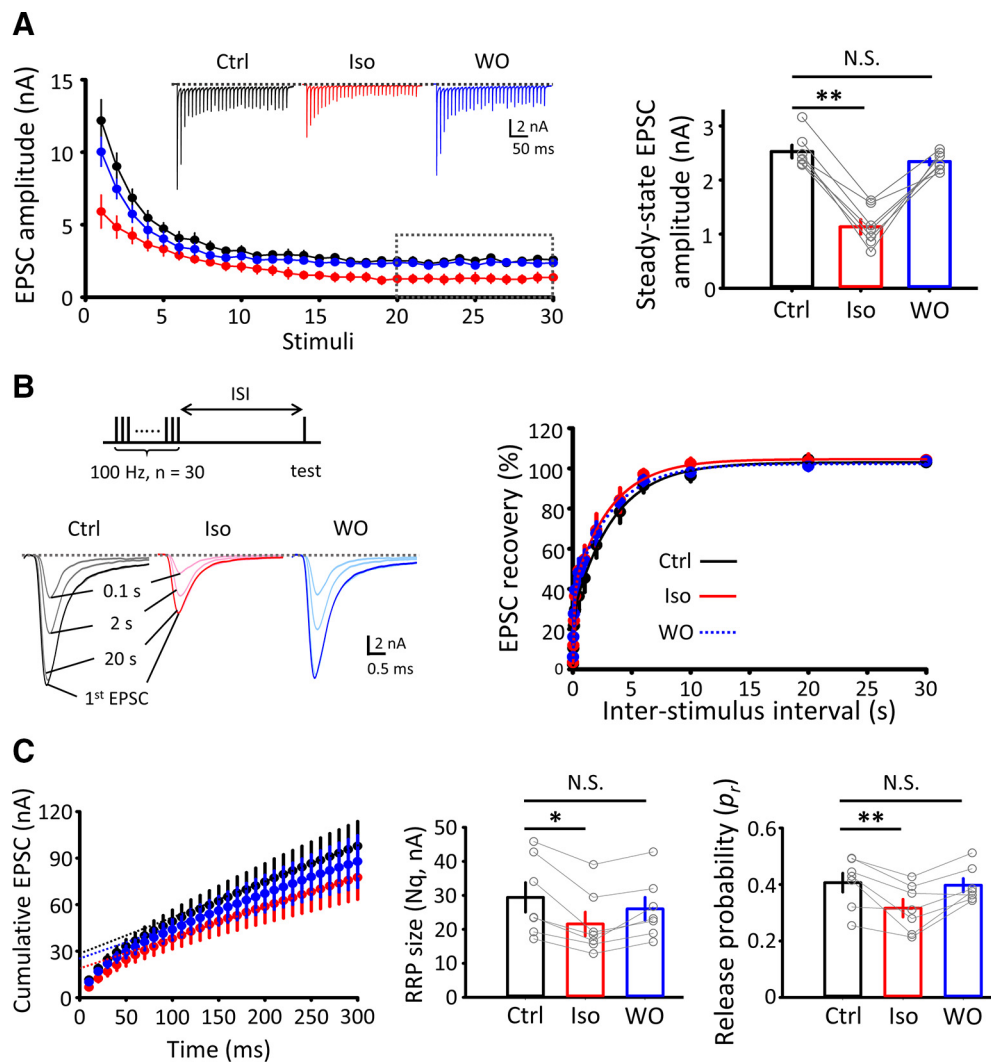 A
Ctrl Iso WO
2 nA
50 ms
EPSC amplitude (nA)
15
10
5
0
0 5 10 15 20 25 30
Stimuli
N.S.
**
Steady-state EPSC
amplitude (nA)
3
2
1
0
Ctrl Iso WO
B
ISI
100 Hz, n = 30
test
Ctrl Iso WO
0.1 s
2 s
20 s
1st EPSC
2 nA
0.5 ms
EPSC recovery (%)
120
100
80
60
40
20
0
Ctrl
Iso
WO
0 5 10 15 20 25 30
Inter-stimulus interval (s)
C
Cumulative EPSC (nA)
120
90
60
30
0
0 50 100 150 200 250 300
Time (ms)
N.S.
*
RRP size (Nq, nA)
50
40
30
20
10
0
Ctrl Iso WO
N.S.
**
Release probability (pr)
0.6
0.4
0.2
0
Ctrl Iso WO